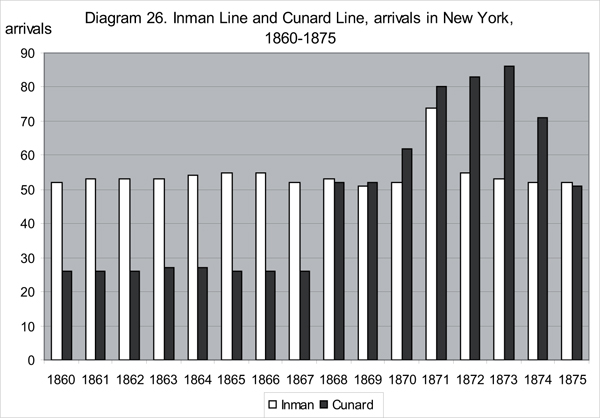 Diagram 26. Inman Line and Cunard Line, arrivals in New York,
1860-1875
arrivals
90
80
70
60
50
40
30
20
10
0
1860 1861 1862 1863 1864 1865 1866 1867 1868 1869 1870 1871 1872 1873 1874 1875
Inman Cunard